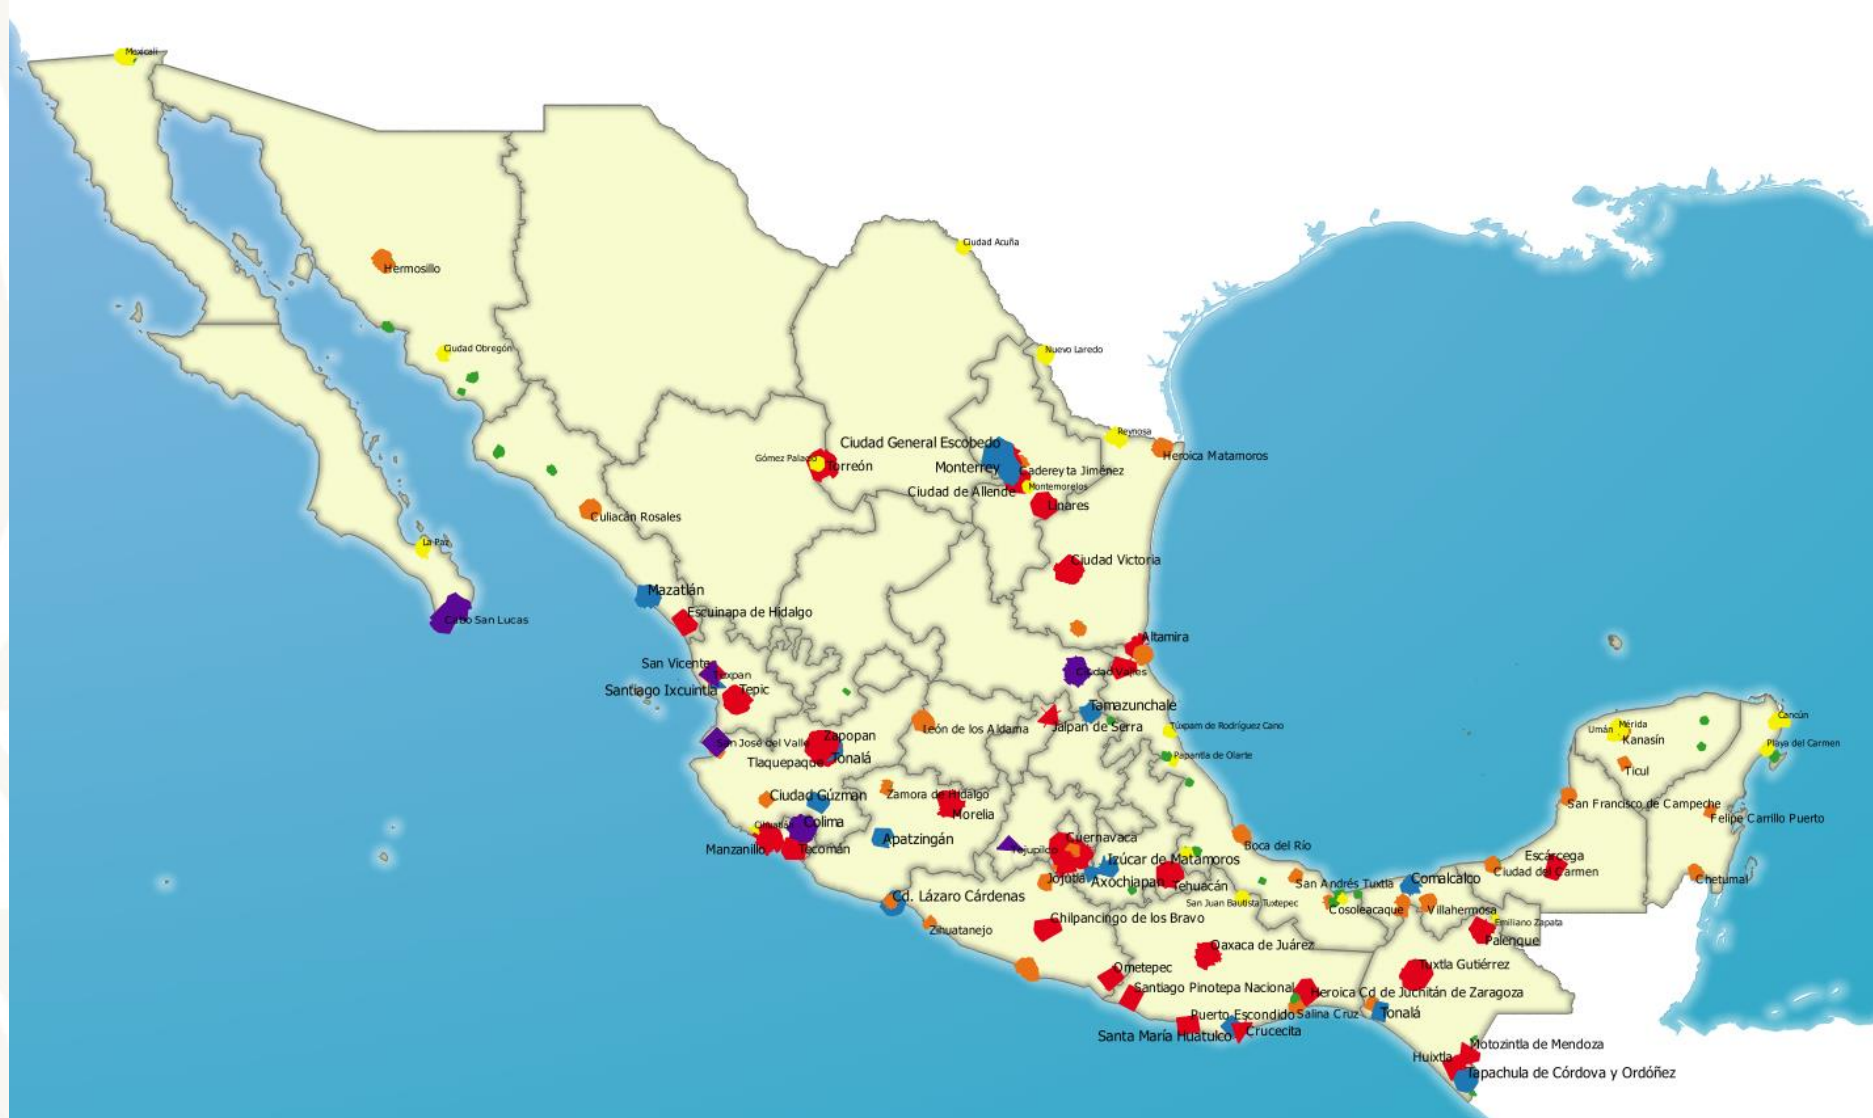 Mexicali
Ciudad Acuña
Hermosillo
Ciudad Obregón
Nuevo Laredo
Reynosa
Ciudad General Escobedo
Heroica Matamoros
Gómez Palacio
Torreón
Monterrey
Cadereyta Jiménez
Ciudad de Allende
Montemorelos
Linares
Culiacán Rosales
La Paz
Ciudad Victoria
Mazatlán
Escuinapa de Hidalgo
Cabo San Lucas
Altamira
San Vicente
Tuxpan
Ciudad Valles
Santiago Ixcuintla
Tepic
Tamazunchale
León de los Aldama
Jalpan de Serra
Túxpam de Rodríguez Cano
Cancún
Mérida
Umán
Kanasín
San José del Valle
Zapopan
Playa del Carmen
Tlaquepaque
Tonalá
Papantla de Olarte
Ticul
Ciudad Gúzman
Zamora de Hidalgo
San Francisco de Campeche
Morelia
Felipe Carrillo Puerto
Cihuatlán
Colima
Manzanillo
Tecomán
Apatzingán
Tejupilco
Cuernavaca
Boca del Río
Izúcar de Matamoros
Escárcega
Ciudad del Carmen
Jojutla
Axochiapan
Tehuacán
San Andrés Tuxtla
Comalcalco
Chetumal
Cd. Lázaro Cárdenas
San Juan Bautista Tuxtepec
Cosoleacaque
Villahermosa
Chilpancingo de los Bravo
Emiliano Zapata
Zihuatanejo
Palenque
Oaxaca de Juárez
Ometepec
Tuxtla Gutiérrez
Santiago Pinotepa Nacional
Heroica Cd de Juchitán de Zaragoza
Puerto Escondido
Salina Cruz
Tonalá
Santa María Huatulco
Crucecita
Motozintla de Mendoza
Huixtla
Tapachula de Córdova y Ordóñez